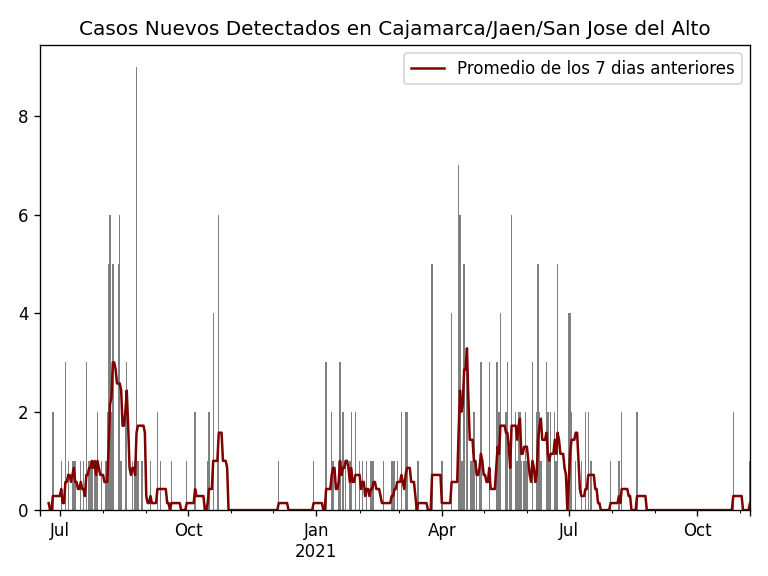 Casos Nuevos Detectados en Cajamarca/Jaen/San Jose del Alto
Promedio de los 7 dias anteriores
8
6
4
2
0
Jul
Oct
Jan
2021
Apr
Jul
Oct